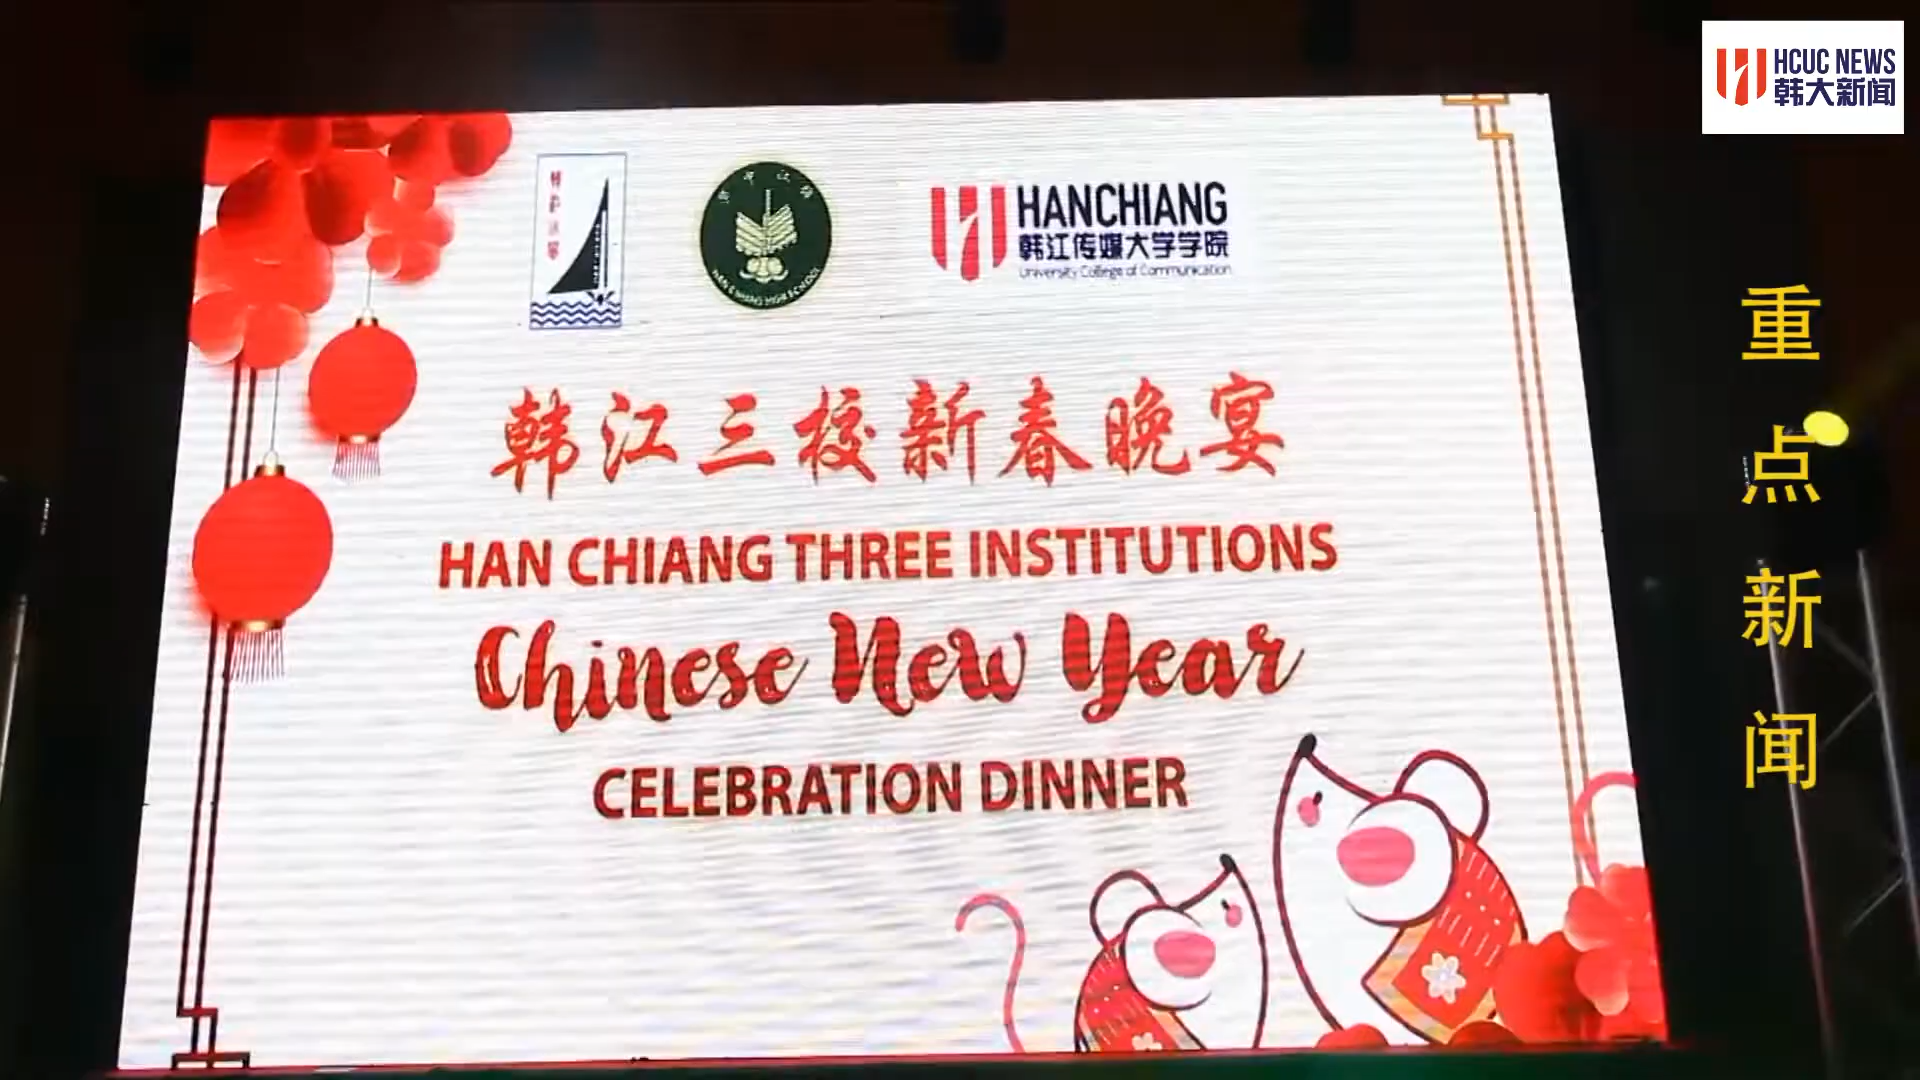 HCUC NEWS
韩大新闻
HANCHIANG
韩江传媒大学学院
University College of Communication
韩江三校新春晚宴
HAN CHIANG THREE INSTITUTIONS
Chinese New Year
CELEBRATION DINNER
重点新闻